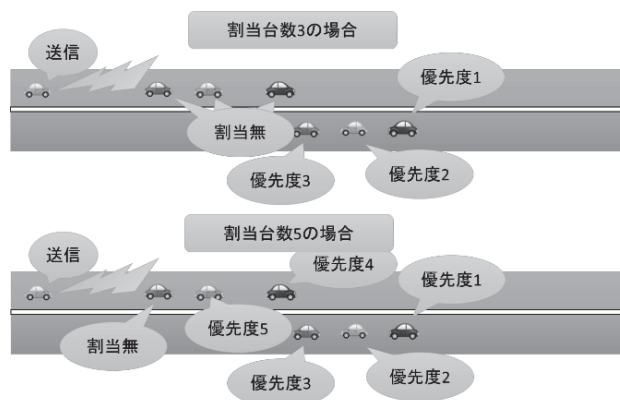 割当台数3の場合
送信
優先度1
割当無
優先度3
優先度2
割当台数5の場合
送信
優先度4
優先度1
優先度5
割当無
優先度3
優先度2